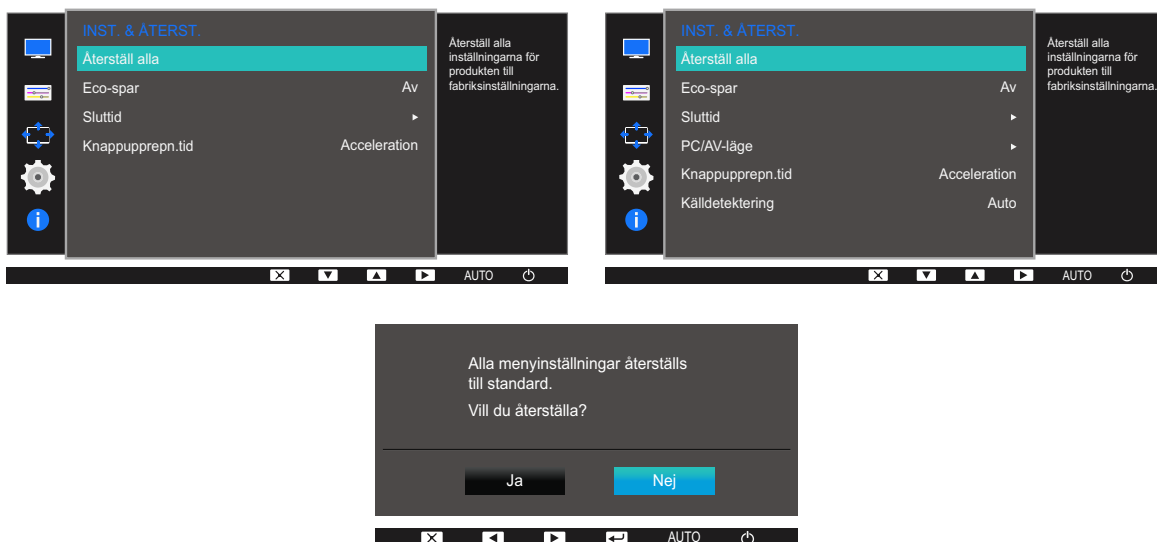 INST. & ÅTERST.
Återställ alla
Eco-spar Av
Sluttid
Knappupprepn.tid Acceleration
Återställ alla
inställningarna för
produkten till
fabriksinställningarna.
AUTO
INST. & ÅTERST.
Återställ alla
Eco-spar Av
Sluttid
PC/AV-läge
Knappupprepn.tid Acceleration
Källdetektering Auto
Återställ alla
inställningarna för
produkten till
fabriksinställningarna.
AUTO
Alla menyinställningar återställs
till standard.
Vill du återställa?
Ja Nej
AUTO